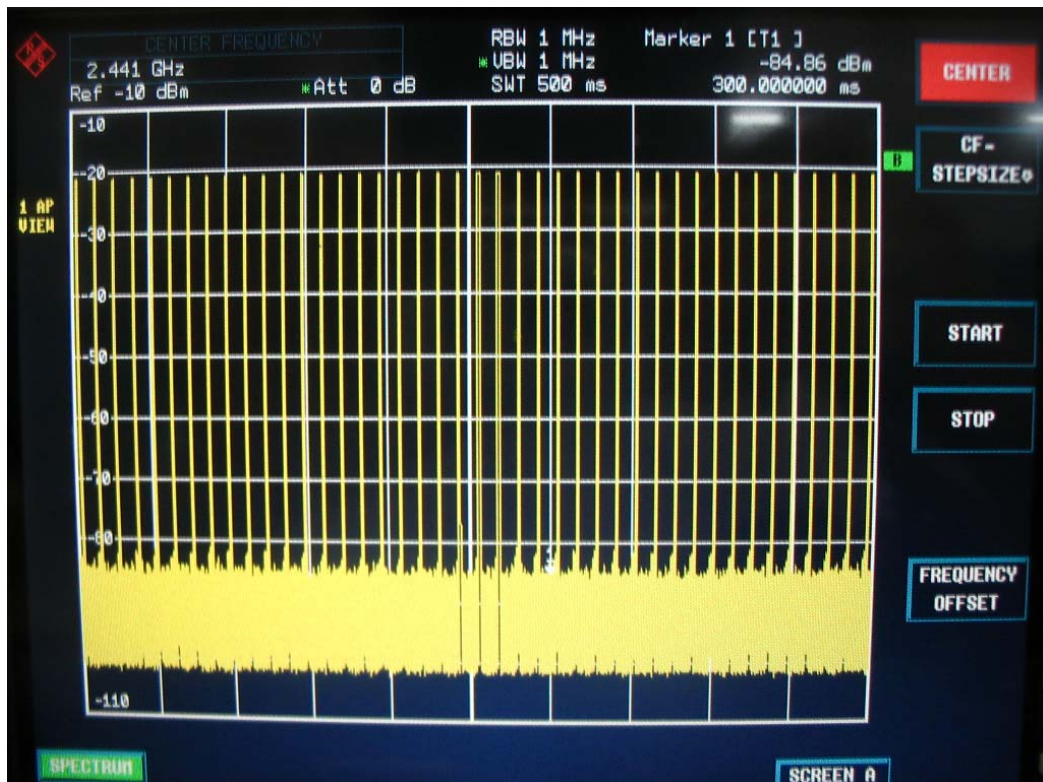 CENTER FREQUENCY
2.441 GHz
Ref -10 dBm
*Att 0 dB
RBW 1 MHz
*VBW 1 MHz
SWT 500 ms
Marker 1 [T1 ]
-84.86 dBm
300.000000 ms
-10
-20
-30
-40
-50
-60
-70
-80
-110
1 AP
VIEW
B
CENTER
CF-
STEPSIZE
START
STOP
FREQUENCY
OFFSET
SPECTRUM
SCREEN A